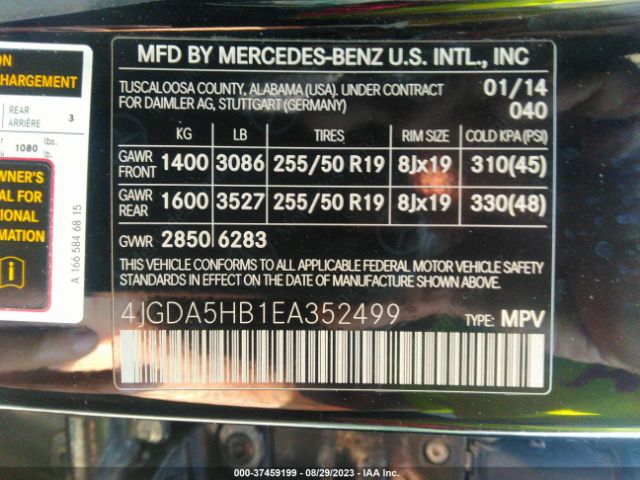 ON
CHARGEMENT
REAR
ARRIÈRE 3
1080 lbs.
lb.
WNER'S
AL FOR
TIONAL
RMATION
A 166 584 68 15
MFD BY MERCEDES-BENZ U.S. INTL., INC
TUSCALOOSA COUNTY, ALABAMA (USA). UNDER CONTRACT
FOR DAIMLER AG, STUTTGART (GERMANY)
01/14
040
KG LB TIRES RIM SIZE COLD KPA (PSI)
GAWR FRONT 1400 3086 255/50 R19 8Jx19 310(45)
GAWR REAR 1600 3527 255/50 R19 8Jx19 330(48)
GVWR 2850 6283
THIS VEHICLE CONFORMS TO ALL APPLICABLE FEDERAL MOTOR VEHICLE SAFETY
STANDARDS IN EFFECT ON THE DATE OF MANUFACTURE SHOWN ABOVE.
4JGDA5HB1EA352499 TYPE: MPV
000-37459199 - 08/29/2023 - IAA Inc.